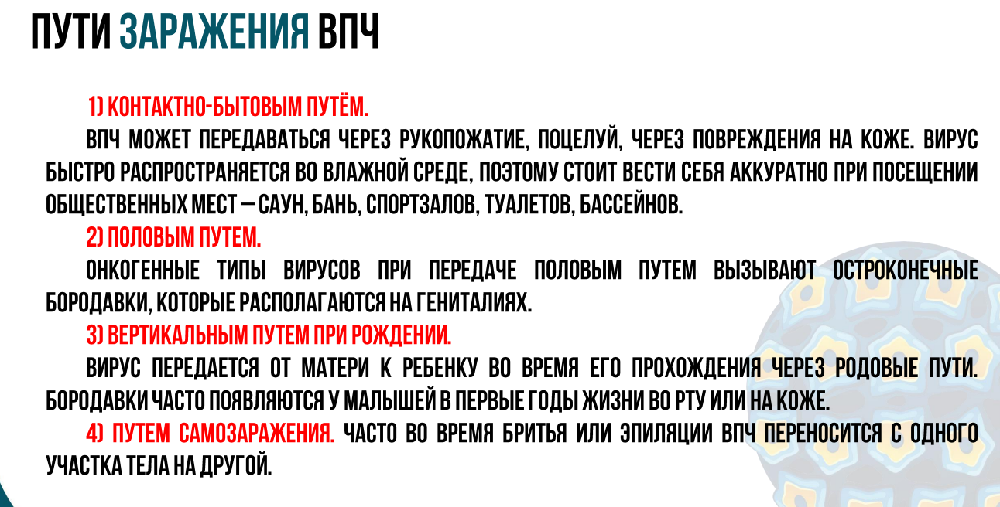 ПУТИ ЗАРАЖЕНИЯ ВПЧ
1) КОНТАКТНО-БЫТОВЫМ ПУТЁМ.
ВПЧ МОЖЕТ ПЕРЕДАВАТЬСЯ ЧЕРЕЗ РУКОПОЖАТИЕ, ПОЦЕЛУЙ, ЧЕРЕЗ ПОВРЕЖДЕНИЯ НА КОЖЕ. ВИРУС
БЫСТРО РАСПРОСТРАНЯЕТСЯ ВО ВЛАЖНОЙ СРЕДЕ, ПОЭТОМУ СТОИТ ВЕСТИ СЕБЯ АККУРАТНО ПРИ ПОСЕЩЕНИИ
ОБЩЕСТВЕННЫХ МЕСТ – САУН, БАНЬ, СПОРТЗАЛОВ, ТУАЛЕТОВ, БАССЕЙНОВ.
2) ПОЛОВЫМ ПУТЕМ.
ОНКОГЕННЫЕ ТИПЫ ВИРУСОВ ПРИ ПЕРЕДАЧЕ ПОЛОВЫМ ПУТЕМ ВЫЗЫВАЮТ ОСТРОКОНЕЧНЫЕ
БОРОДАВКИ, КОТОРЫЕ РАСПОЛАГАЮТСЯ НА ГЕНИТАЛИЯХ.
3) ВЕРТИКАЛЬНЫМ ПУТЕМ ПРИ РОЖДЕНИИ.
ВИРУС ПЕРЕДАЕТСЯ ОТ МАТЕРИ К РЕБЕНКУ ВО ВРЕМЯ ЕГО ПРОХОЖДЕНИЯ ЧЕРЕЗ РОДОВЫЕ ПУТИ.
БОРОДАВКИ ЧАСТО ПОЯВЛЯЮТСЯ У МАЛЫШЕЙ В ПЕРВЫЕ ГОДЫ ЖИЗНИ ВО РТУ ИЛИ НА КОЖЕ.
4) ПУТЕМ САМОЗАРАЖЕНИЯ. ЧАСТО ВО ВРЕМЯ БРИТЬЯ ИЛИ ЭПИЛЯЦИИ ВПЧ ПЕРЕНОСИТСЯ С ОДНОГО
УЧАСТКА ТЕЛА НА ДРУГОЙ.